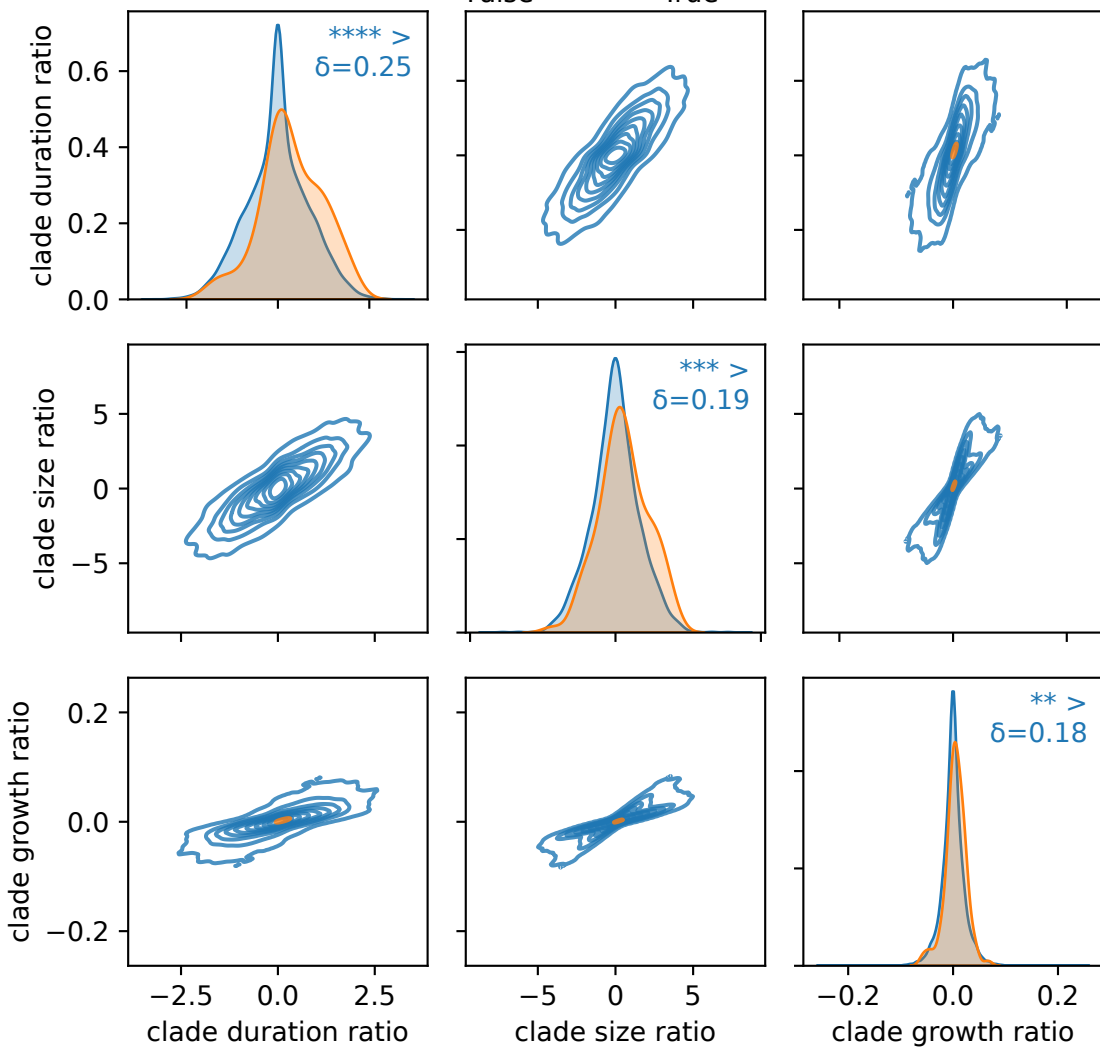 clade duration ratio
0.6
0.4
0.2
0.0
**** >
δ=0.25
clade size ratio
5
0
−5
*** >
δ=0.19
clade growth ratio
0.2
0.0
−0.2
** >
δ=0.18
−2.5 0.0 2.5
−5 0 5
−0.2 0.0 0.2
clade duration ratio
clade size ratio
clade growth ratio